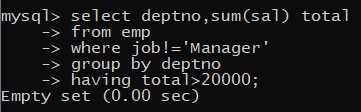 mysql> select deptno,sum(sal) total
    -> from emp
    -> where job!='Manager'
    -> group by deptno
    -> having total>20000;
Empty set (0.00 sec)